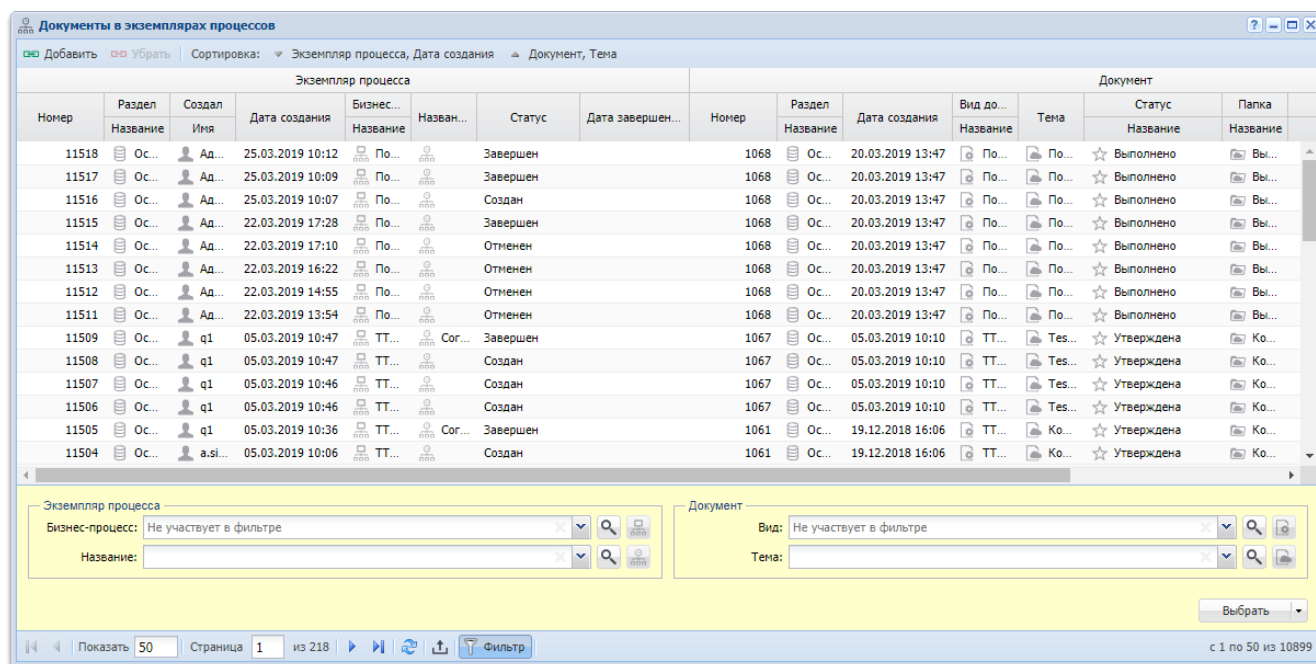 Документы в экземплярах процессов
Добавить Убрать Сортировка: Экземпляр процесса, Дата создания Документ, Тема
Экземпляр процесса Документ
Номер Раздел Создал Дата создания Бизнес... Назван... Статус Дата завершен... Номер Раздел Дата создания Вид до... Тема Статус Папка
Название Имя Название Название Название Название Название
11518 Ос... Ад... 25.03.2019 10:12 По... Завершен 1068 Ос... 20.03.2019 13:47 По... По... Выполнено Вы...
11517 Ос... Ад... 25.03.2019 10:09 По... Завершен 1068 Ос... 20.03.2019 13:47 По... По... Выполнено Вы...
11516 Ос... Ад... 25.03.2019 10:07 По... Создан 1068 Ос... 20.03.2019 13:47 По... По... Выполнено Вы...
11515 Ос... Ад... 22.03.2019 17:28 По... Завершен 1068 Ос... 20.03.2019 13:47 По... По... Выполнено Вы...
11514 Ос... Ад... 22.03.2019 17:10 По... Отменен 1068 Ос... 20.03.2019 13:47 По... По... Выполнено Вы...
11513 Ос... Ад... 22.03.2019 16:22 По... Отменен 1068 Ос... 20.03.2019 13:47 По... По... Выполнено Вы...
11512 Ос... Ад... 22.03.2019 14:55 По... Отменен 1068 Ос... 20.03.2019 13:47 По... По... Выполнено Вы...
11511 Ос... Ад... 22.03.2019 13:54 По... Отменен 1068 Ос... 20.03.2019 13:47 По... По... Выполнено Вы...
11509 Ос... q1 05.03.2019 10:47 ТТ... Сог... Завершен 1067 Ос... 05.03.2019 10:10 ТТ... Tes... Утверждена Ко...
11508 Ос... q1 05.03.2019 10:47 ТТ... Создан 1067 Ос... 05.03.2019 10:10 ТТ... Tes... Утверждена Ко...
11507 Ос... q1 05.03.2019 10:46 ТТ... Создан 1067 Ос... 05.03.2019 10:10 ТТ... Tes... Утверждена Ко...
11506 Ос... q1 05.03.2019 10:46 ТТ... Создан 1067 Ос... 05.03.2019 10:10 ТТ... Tes... Утверждена Ко...
11505 Ос... q1 05.03.2019 10:36 ТТ... Сог... Завершен 1061 Ос... 19.12.2018 16:06 ТТ... Ко... Утверждена Ко...
11504 Ос... a.si... 05.03.2019 10:06 ТТ... Создан 1061 Ос... 19.12.2018 16:06 ТТ... Ко... Утверждена Ко...
Экземпляр процесса Документ
Бизнес-процесс: Не участвует в фильтре Вид: Не участвует в фильтре
Название: Тема:
Выбрать
Показать 50 Страница 1 из 218 Фильтр с 1 по 50 из 10899